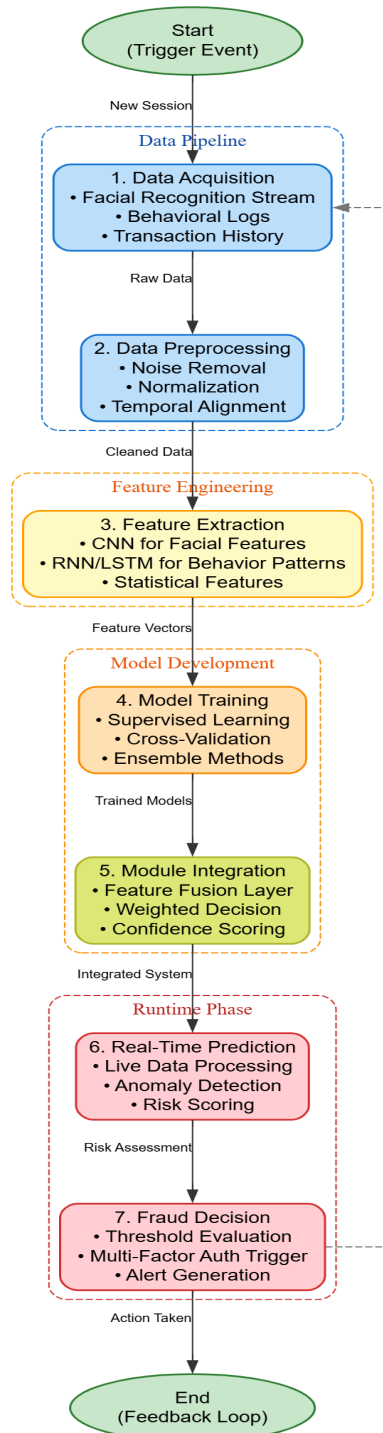 Start
(Trigger Event)
New Session
Data Pipeline
1. Data Acquisition
• Facial Recognition Stream
• Behavioral Logs
• Transaction History
Raw Data
2. Data Preprocessing
• Noise Removal
• Normalization
• Temporal Alignment
Cleaned Data
Feature Engineering
3. Feature Extraction
• CNN for Facial Features
• RNN/LSTM for Behavior Patterns
• Statistical Features
Feature Vectors
Model Development
4. Model Training
• Supervised Learning
• Cross-Validation
• Ensemble Methods
Trained Models
5. Module Integration
• Feature Fusion Layer
• Weighted Decision
• Confidence Scoring
Integrated System
Runtime Phase
6. Real-Time Prediction
• Live Data Processing
• Anomaly Detection
• Risk Scoring
Risk Assessment
7. Fraud Decision
• Threshold Evaluation
• Multi-Factor Auth Trigger
• Alert Generation
Action Taken
End
(Feedback Loop)